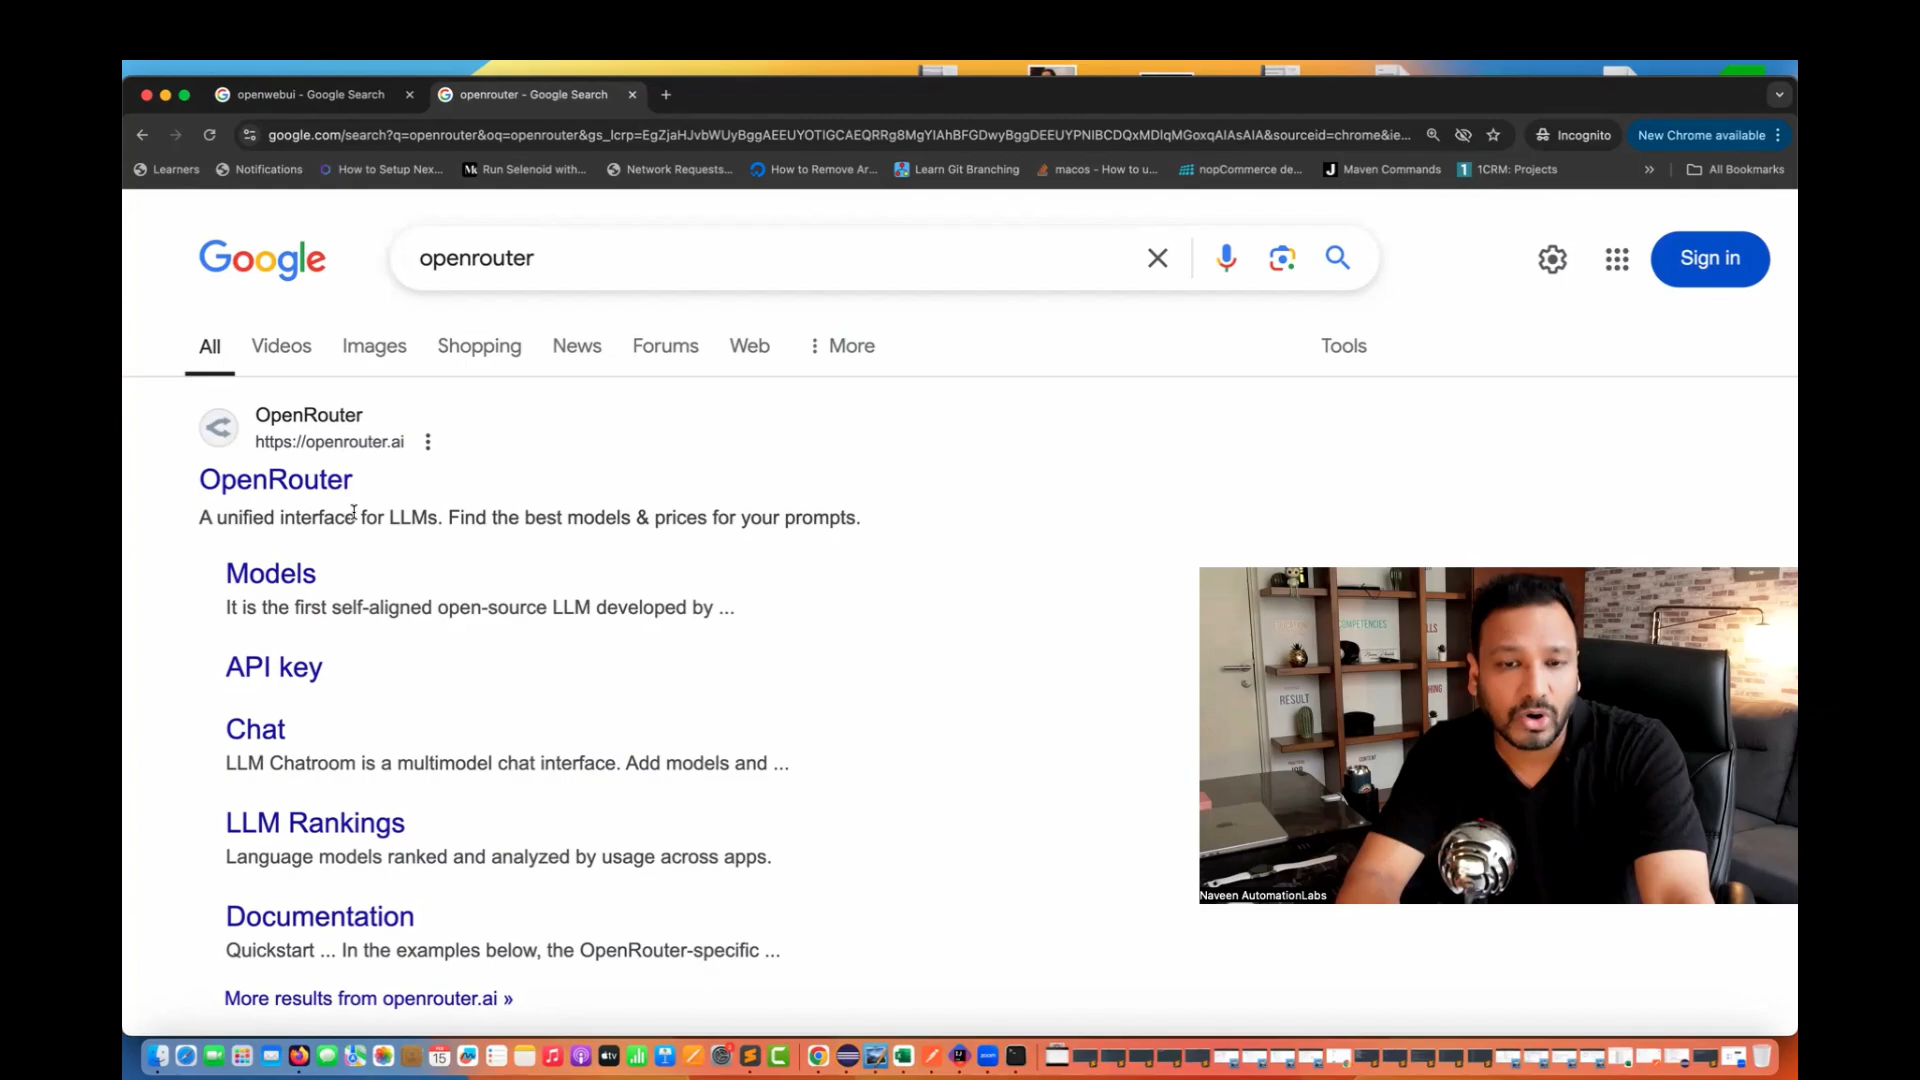 openwebui - Google Search
openrouter - Google Search
google.com/search?q=openrouter&oq=openrouter&gs_lcrp=EgZjaHJvbWUyBggAEEUYOTIGCAEQRRg8MgYIAhBFGDwyBggDEEUYPNIBCDQxMDlqMGoxqAIAsAIA&sourceid=chrome&ie...
Incognito
New Chrome available
Learners
Notifications
How to Setup Nex...
Run Selenoid with...
Network Requests...
How to Remove Ar...
Learn Git Branching
macos - How to u...
nopCommerce de...
Maven Commands
1CRM: Projects
All Bookmarks
Google
openrouter
Sign in
All
Videos
Images
Shopping
News
Forums
Web
More
Tools
OpenRouter
https://openrouter.ai
OpenRouter
A unified interface for LLMs. Find the best models & prices for your prompts.
Models
It is the first self-aligned open-source LLM developed by ...
API key
Chat
LLM Chatroom is a multimodel chat interface. Add models and ...
LLM Rankings
Language models ranked and analyzed by usage across apps.
Documentation
Quickstart ... In the examples below, the OpenRouter-specific ...
More results from openrouter.ai »
COMPETENCIES
RESULT
Naveen AutomationLabs
15